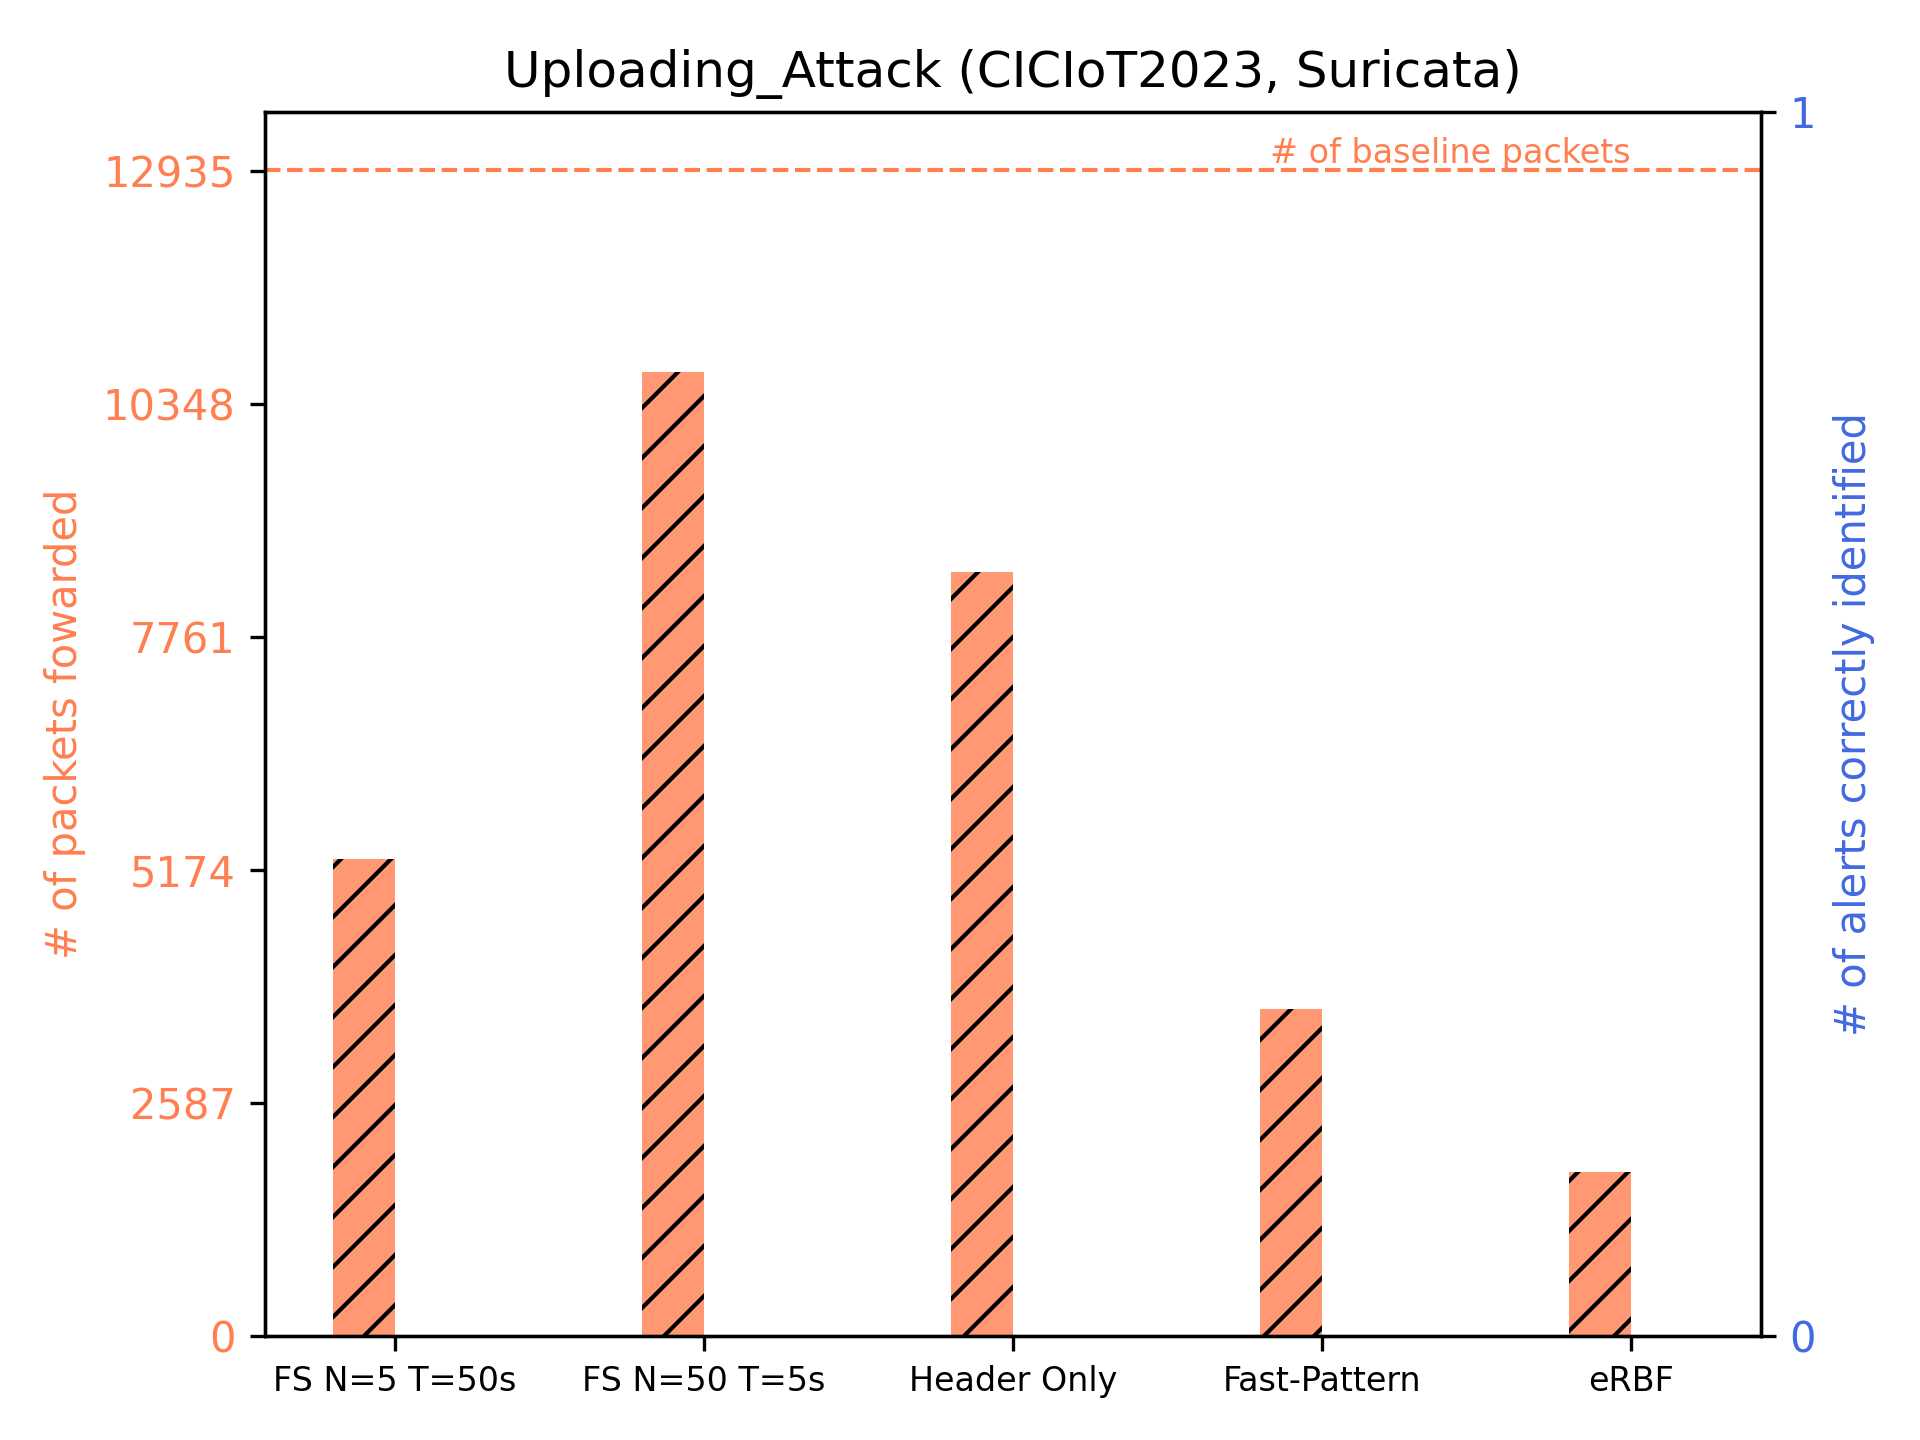 Uploading_Attack (CICIoT2023, Suricata)
# of packets fowarded
12935
10348
7761
5174
2587
0
# of baseline packets
1
0
# of alerts correctly identified
FS N=5 T=50s
FS N=50 T=5s
Header Only
Fast-Pattern
eRBF